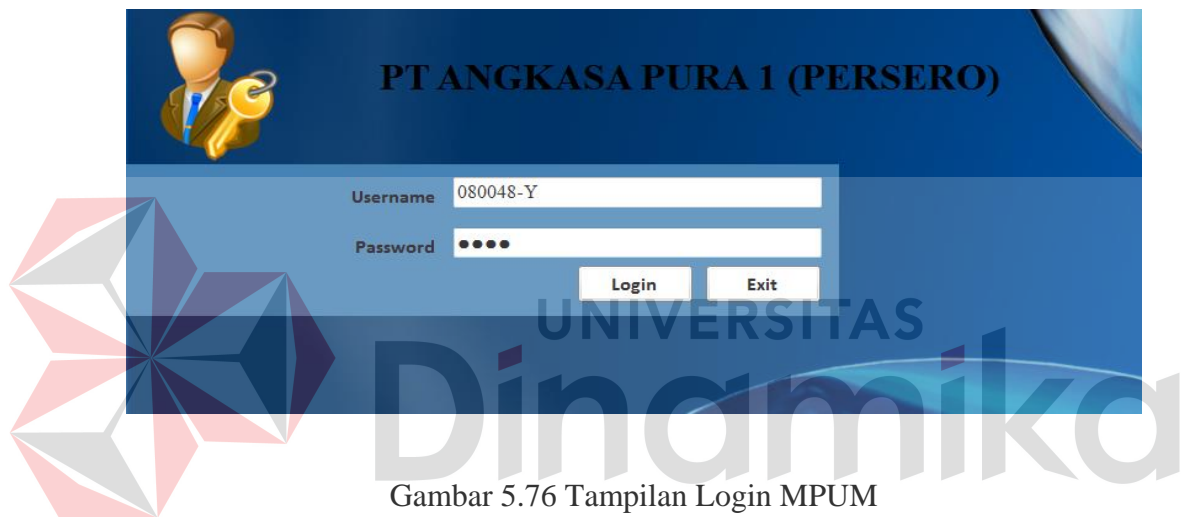 PT ANGKASA PURA 1 (PERSERO)
Username 080048-Y
Password ●●●●
Login Exit
UNIVERSITAS
Dinamika
Gambar 5.76 Tampilan Login MPUM